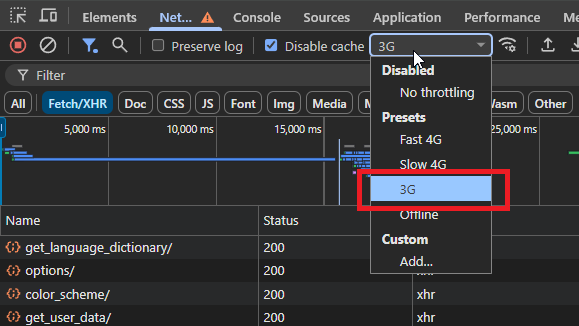 Elements Net... Console Sources Application Performance Me
Preserve log Disable cache 3G
Filter
Disabled
No throttling
All Fetch/XHR Doc CSS JS Font Img Media M Wasm Other
Presets
5,000 ms 10,000 ms 15,000 ms 25,000 ms
Fast 4G
Slow 4G
3G
Offline
Name Status
Custom
get_language_dictionary/ 200
Add...
options/ 200
color_scheme/ 200 xhr
get_user_data/ 200 xhr